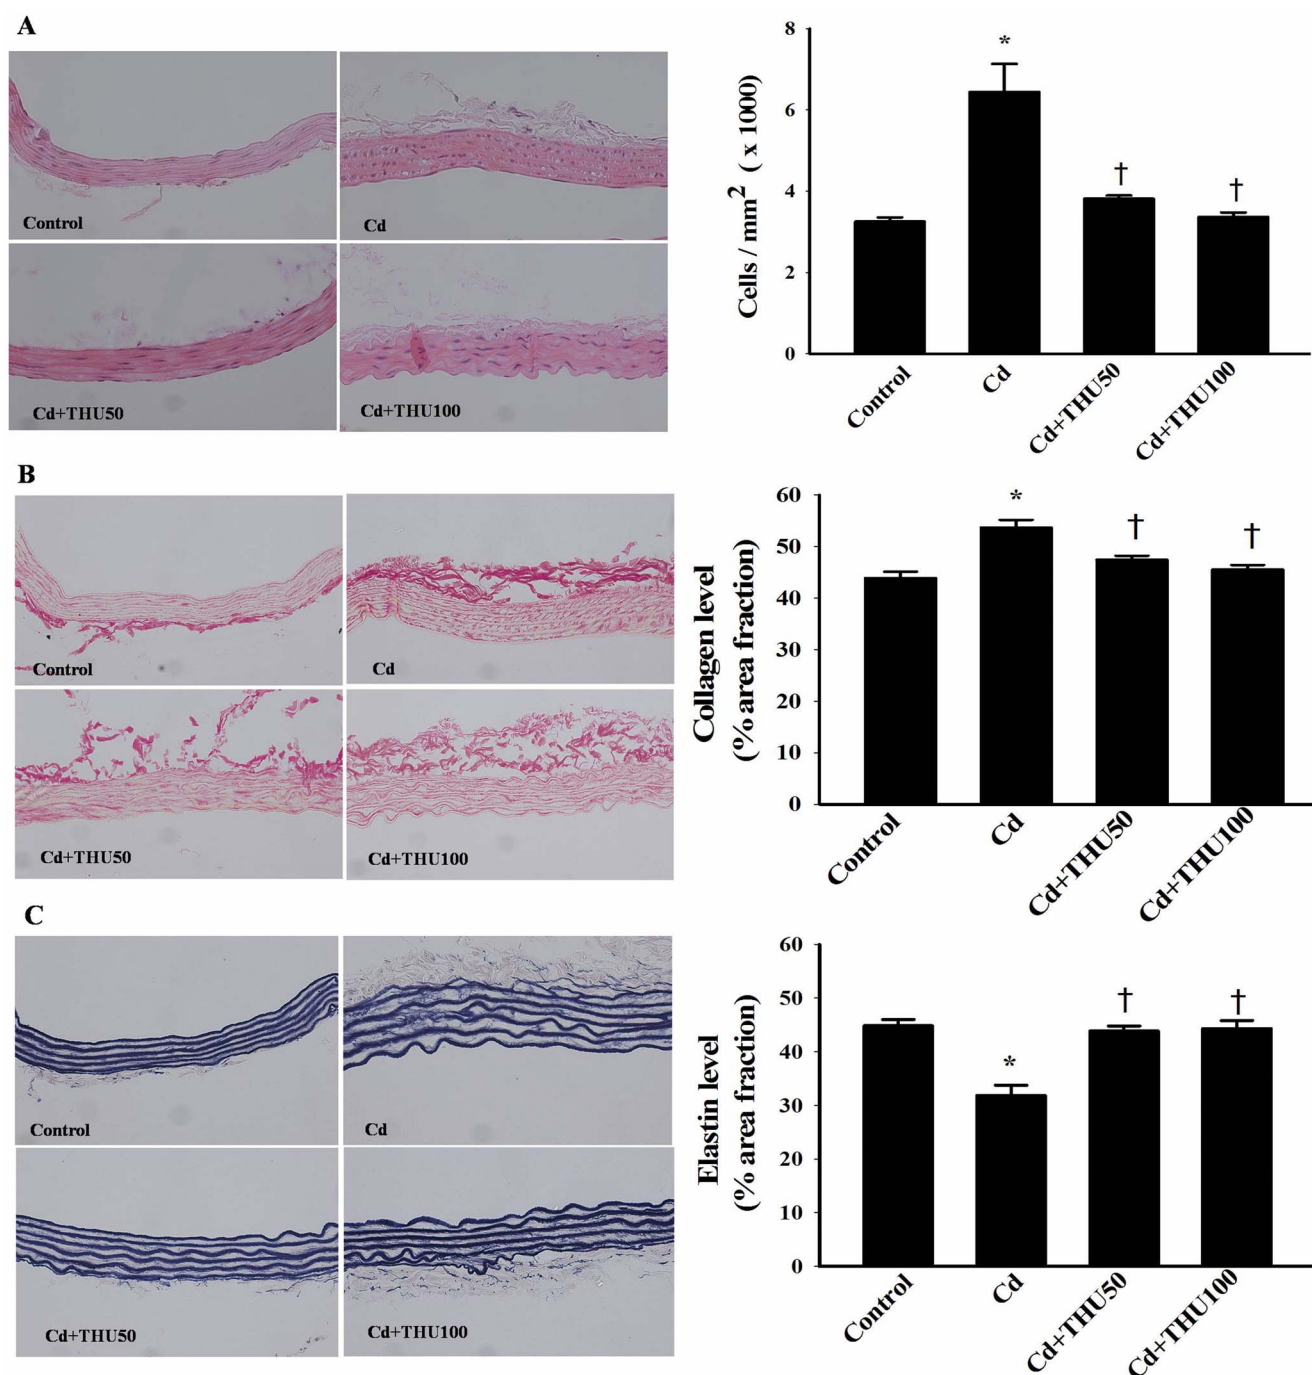 A
Control
Cd
Cd+THU50
Cd+THU100
Cells / mm² ( x 1000)
8
6
4
2
0
*
†
†
Control
Cd
Cd+THU50
Cd+THU100
B
Control
Cd
Cd+THU50
Cd+THU100
Collagen level
(% area fraction)
60
50
40
30
20
10
0
*
†
†
Control
Cd
Cd+THU50
Cd+THU100
C
Control
Cd
Cd+THU50
Cd+THU100
Elastin level
(% area fraction)
60
50
40
30
20
10
0
*
†
†
Control
Cd
Cd+THU50
Cd+THU100